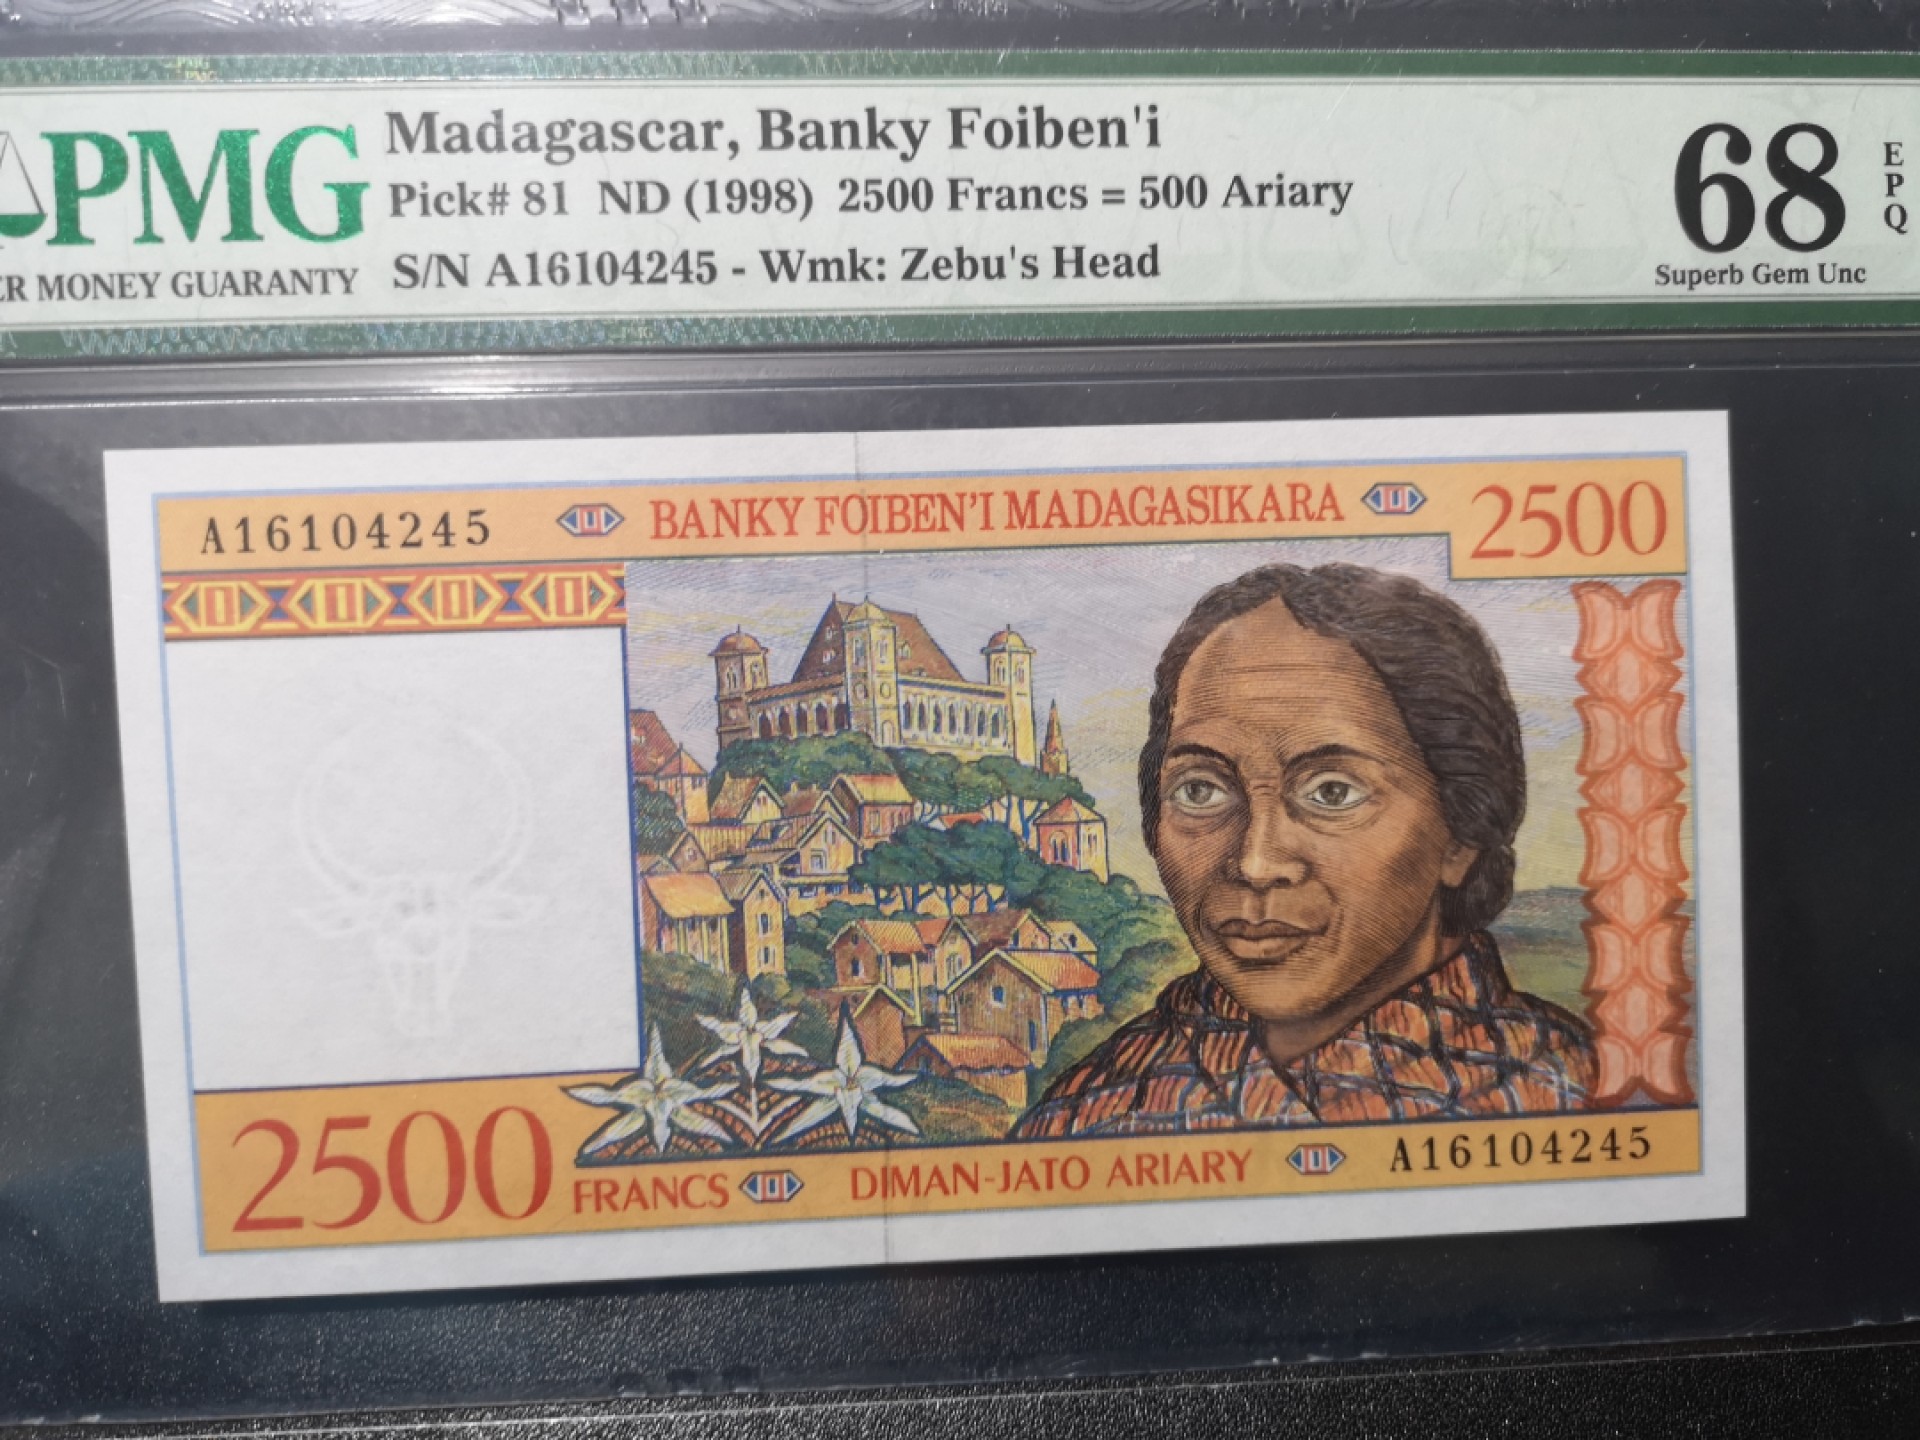 PMG
Madagascar, Banky Foiben'i
Pick# 81 ND (1998) 2500 Francs = 500 Ariary
S/N A16104245 - Wmk: Zebu's Head
MONEY GUARANTY
68
EPQ
Superb Gem Unc
A16104245 BANKY FOIBEN'I MADAGASIKARA 2500
2500 FRANCS DIMAN-JATO ARIARY A16104245